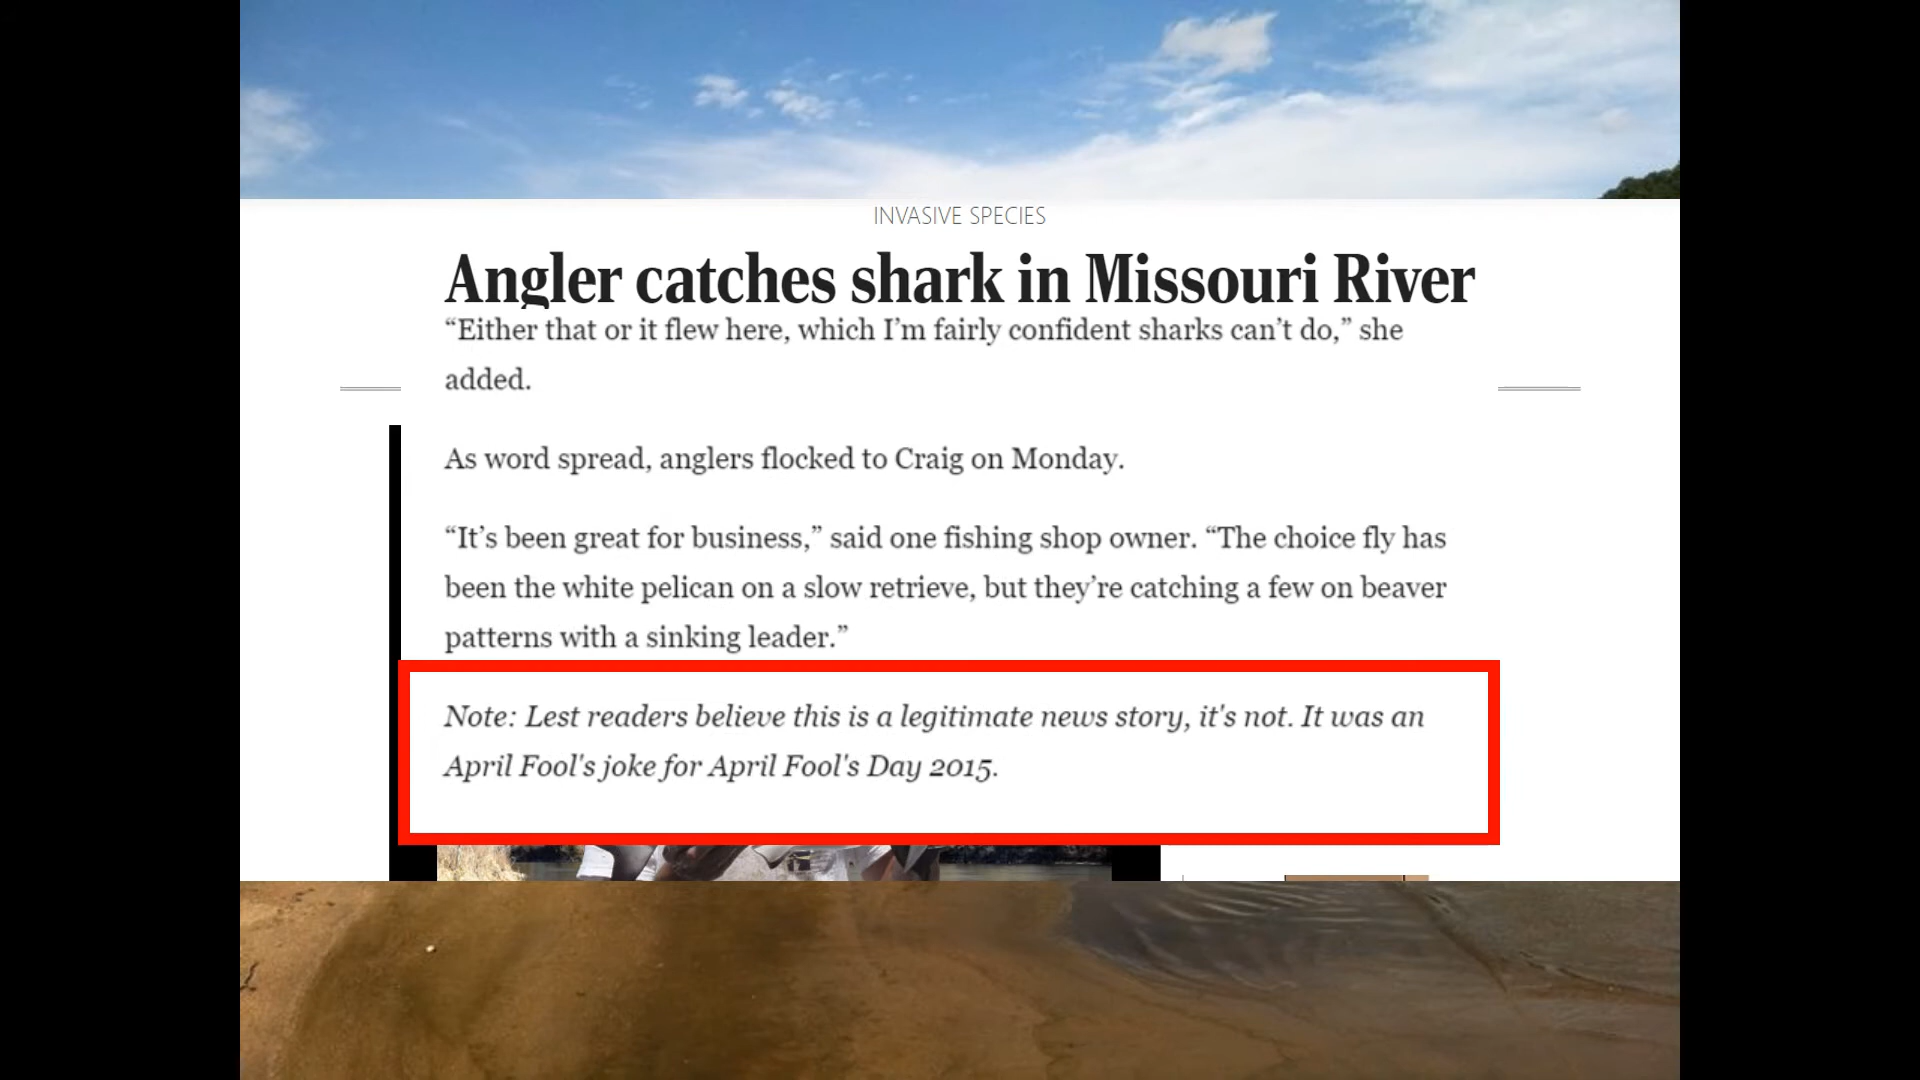 INVASIVE SPECIES
Angler catches shark in Missouri River
“Either that or it flew here, which I’m fairly confident sharks can’t do,” she
added.
As word spread, anglers flocked to Craig on Monday.
“It’s been great for business,” said one fishing shop owner. “The choice fly has
been the white pelican on a slow retrieve, but they’re catching a few on beaver
patterns with a sinking leader.”
Note: Lest readers believe this is a legitimate news story, it's not. It was an
April Fool's joke for April Fool's Day 2015.